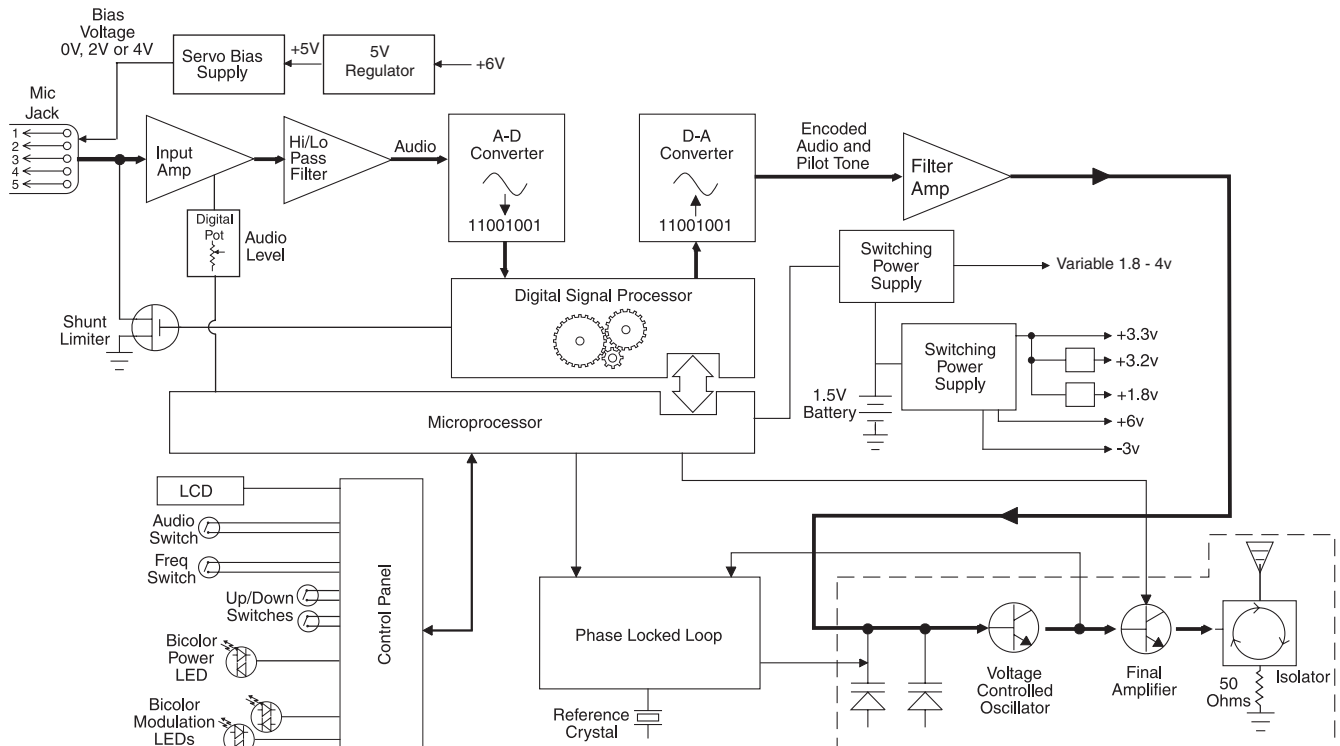 Bias
Voltage
0V, 2V or 4V
Servo Bias
Supply
+5V
5V
Regulator
+6V
Mic
Jack
1
2
3
4
5
Input
Amp
Hi/Lo
Pass
Filter
Audio
A-D
Converter
11001001
D-A
Converter
11001001
Encoded
Audio and
Pilot Tone
Filter
Amp
Digital
Pot
Audio
Level
Switching
Power
Supply
Variable 1.8 - 4v
Digital Signal Processor
Shunt
Limiter
Switching
Power
Supply
+3.3v
+3.2v
+1.8v
+6v
-3v
1.5V
Battery
Microprocessor
LCD
Audio
Switch
Freq
Switch
Up/Down
Switches
Bicolor
Power
LED
Bicolor
Modulation
LEDs
Control Panel
Phase Locked Loop
Reference
Crystal
Voltage
Controlled
Oscillator
Final
Amplifier
50
Ohms
Isolator